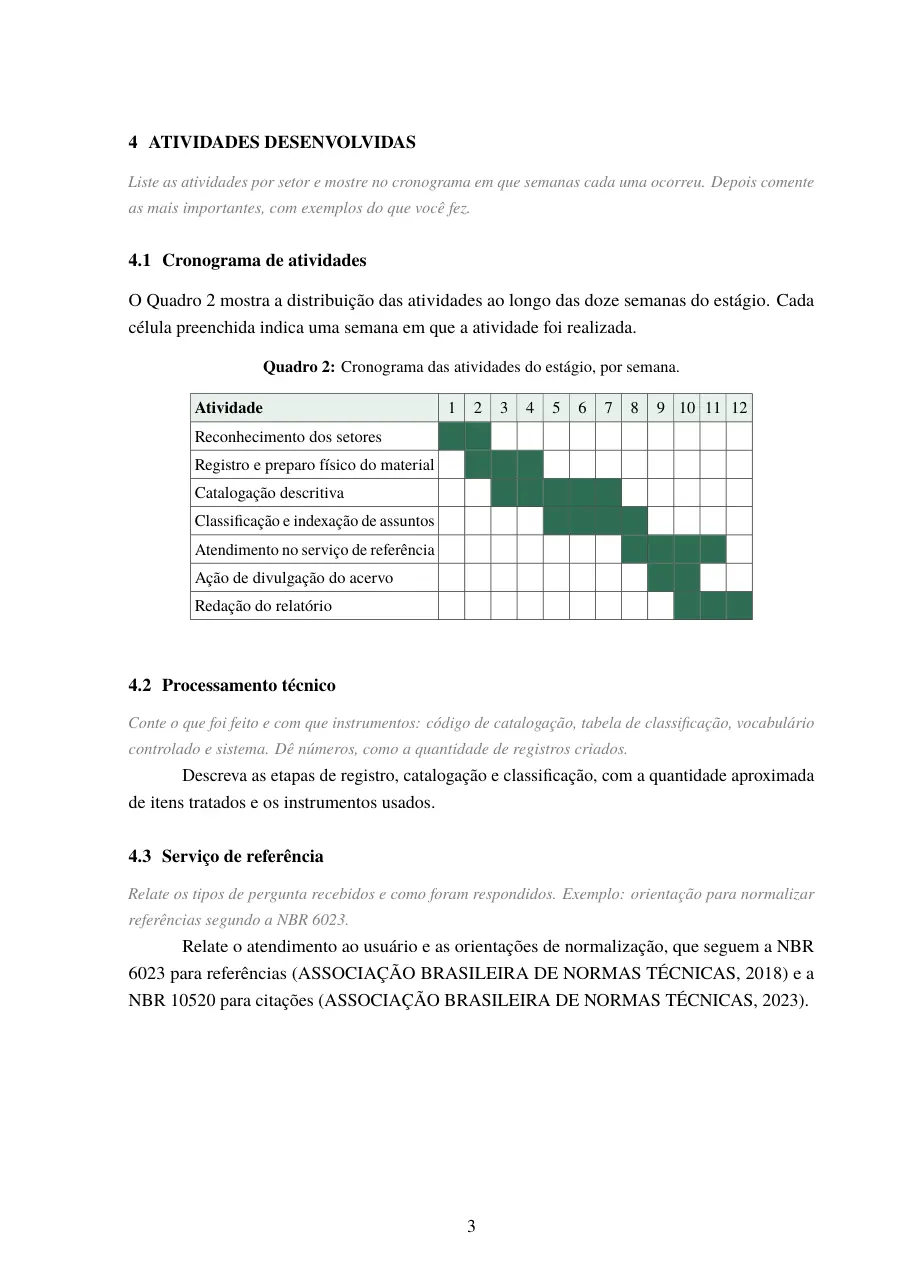 4 ATIVIDADES DESENVOLVIDAS
Liste as atividades por setor e mostre no cronograma em que semanas cada uma ocorreu. Depois comente
as mais importantes, com exemplos do que você fez.
4.1 Cronograma de atividades
O Quadro 2 mostra a distribuição das atividades ao longo das doze semanas do estágio. Cada
célula preenchida indica uma semana em que a atividade foi realizada.
Quadro 2: Cronograma das atividades do estágio, por semana.
Atividade 1 2 3 4 5 6 7 8 9 10 11 12
Reconhecimento dos setores
Registro e preparo físico do material
Catalogação descritiva
Classificação e indexação de assuntos
Atendimento no serviço de referência
Ação de divulgação do acervo
Redação do relatório
4.2 Processamento técnico
Conte o que foi feito e com que instrumentos: código de catalogação, tabela de classificação, vocabulário
controlado e sistema. Dê números, como a quantidade de registros criados.
Descreva as etapas de registro, catalogação e classificação, com a quantidade aproximada
de itens tratados e os instrumentos usados.
4.3 Serviço de referência
Relate os tipos de pergunta recebidos e como foram respondidos. Exemplo: orientação para normalizar
referências segundo a NBR 6023.
Relate o atendimento ao usuário e as orientações de normalização, que seguem a NBR
6023 para referências (ASSOCIAÇÃO BRASILEIRA DE NORMAS TÉCNICAS, 2018) e a
NBR 10520 para citações (ASSOCIAÇÃO BRASILEIRA DE NORMAS TÉCNICAS, 2023).
3